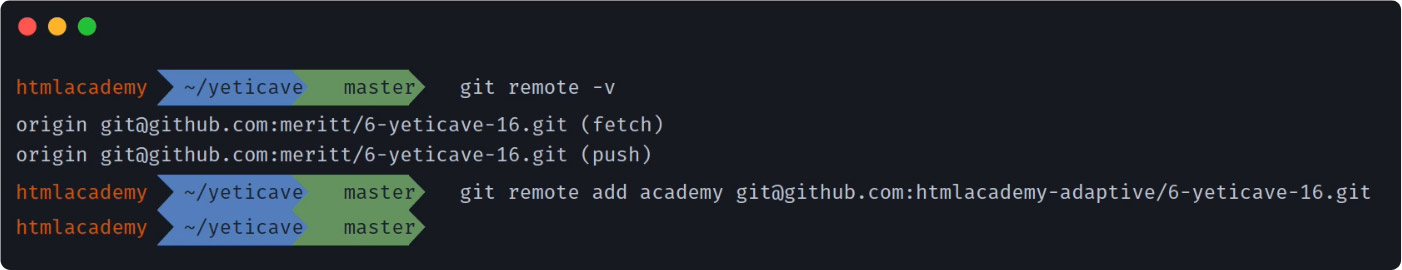 htmlacademy ~/yeticave master git remote -v
origin git@github.com:meritt/6-yeticave-16.git (fetch)
origin git@github.com:meritt/6-yeticave-16.git (push)
htmlacademy ~/yeticave master git remote add academy git@github.com:htmlacademy-adaptive/6-yeticave-16.git
htmlacademy ~/yeticave master